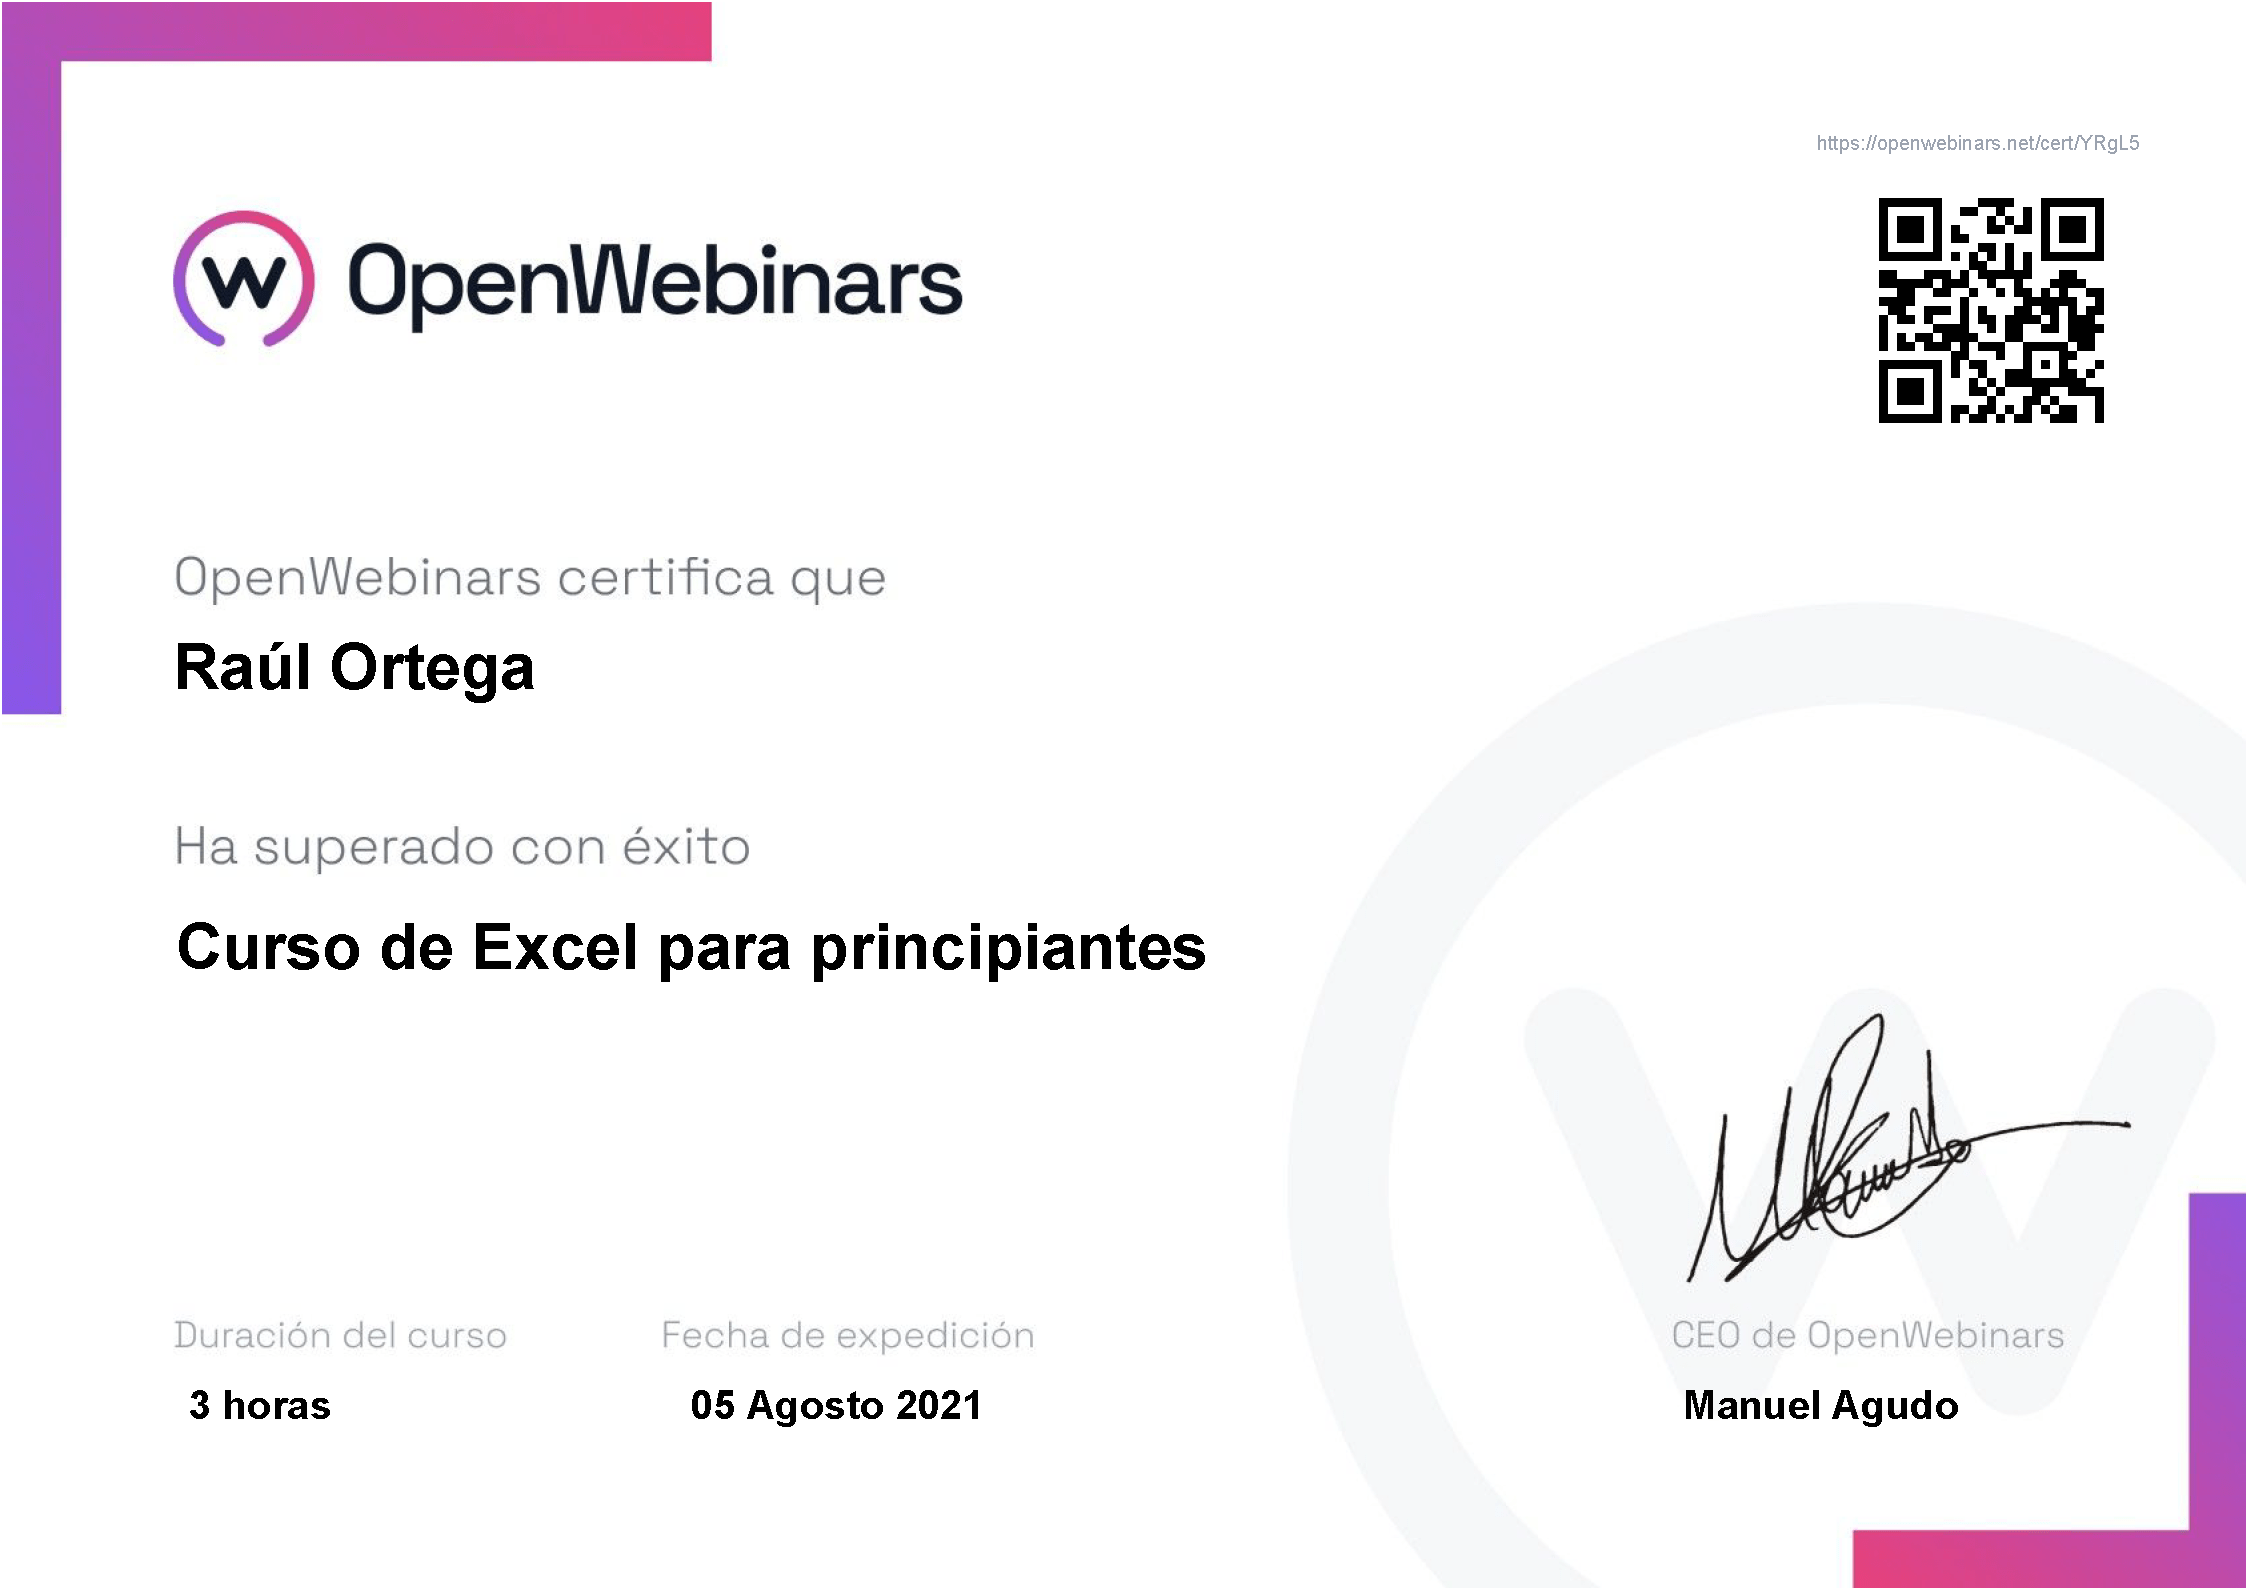 https://openwebinars.net/cert/YRgL5
W OpenWebinars
OpenWebinars certifica que
Raúl Ortega
Ha superado con éxito
Curso de Excel para principiantes
Duración del curso
Fecha de expedición
CEO de OpenWebinars
3 horas
05 Agosto 2021
Manuel Agudo